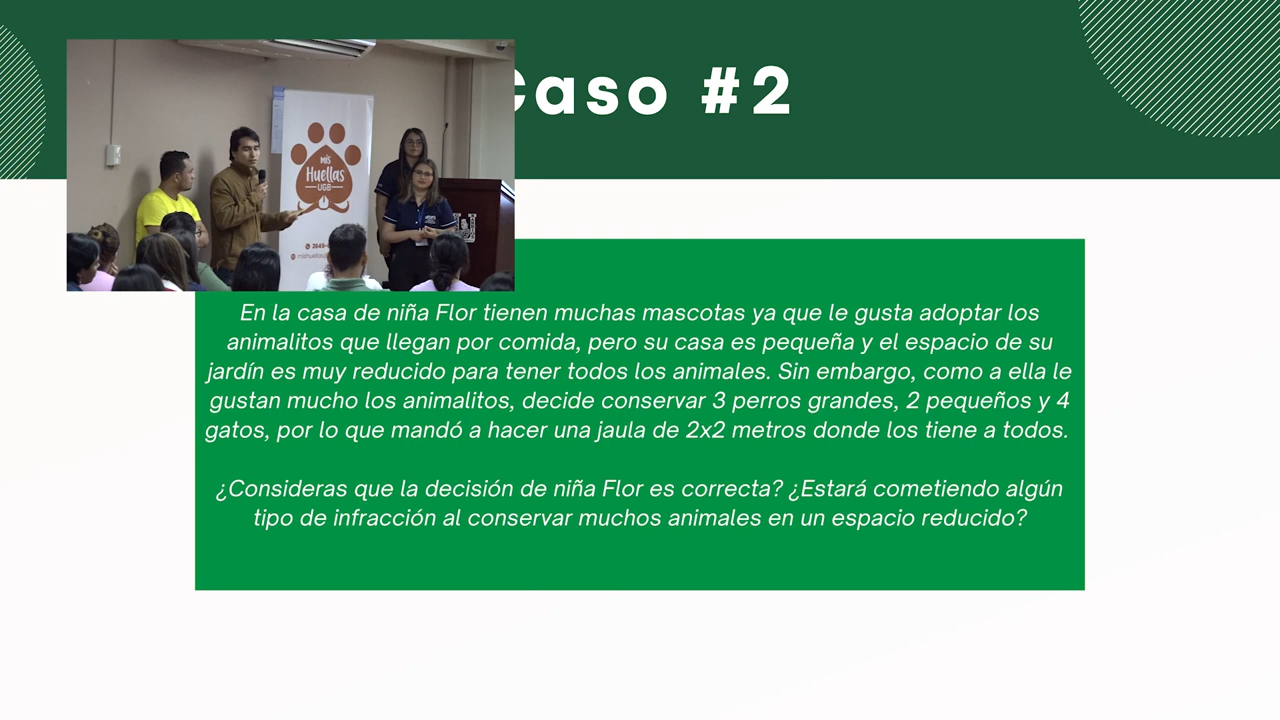 Caso #2
mis
Huellas
UGB
En la casa de niña Flor tienen muchas mascotas ya que le gusta adoptar los
animalitos que llegan por comida, pero su casa es pequeña y el espacio de su
jardín es muy reducido para tener todos los animales. Sin embargo, como a ella le
gustan mucho los animalitos, decide conservar 3 perros grandes, 2 pequeños y 4
gatos, por lo que mandó a hacer una jaula de 2x2 metros donde los tiene a todos.
¿Consideras que la decisión de niña Flor es correcta? ¿Estará cometiendo algún
tipo de infracción al conservar muchos animales en un espacio reducido?